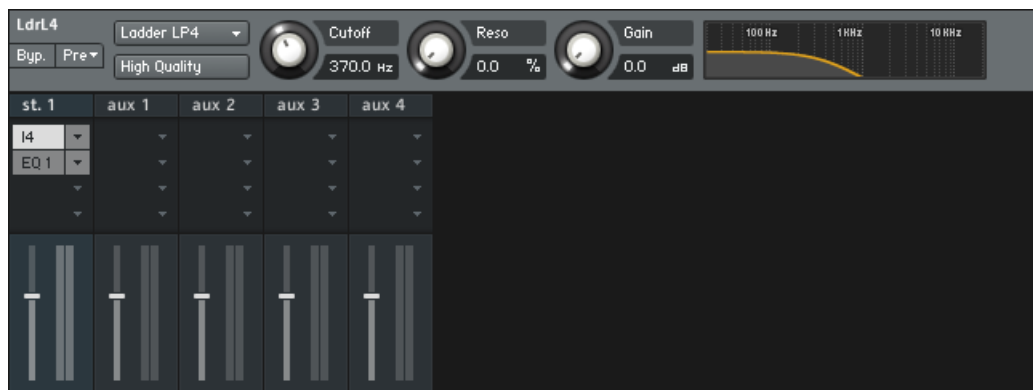 LdrL4 Ladder LP4 Cutoff Reso Gain 100 Hz 1 KHz 10 KHz
Byp. Pre High Quality 370.0 Hz 0.0 % 0.0 dB
st. 1 aux 1 aux 2 aux 3 aux 4
I4
EQ 1